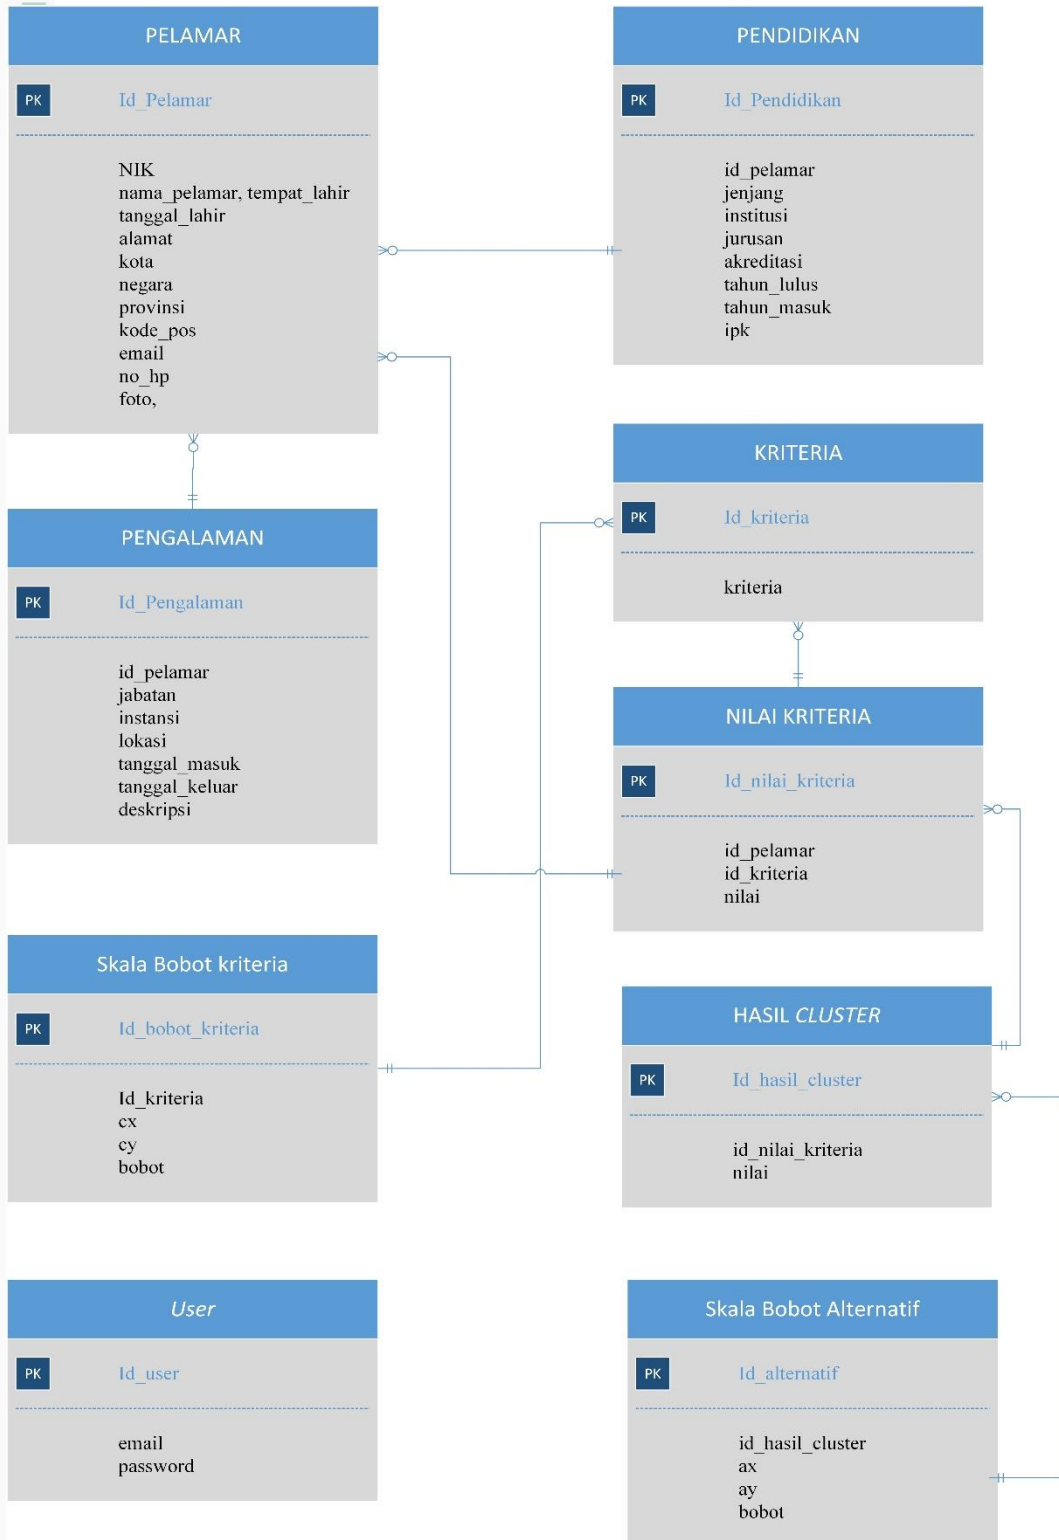 PELAMAR
PK Id_Pelamar
NIK
nama_pelamar, tempat_lahir
tanggal_lahir
alamat
kota
negara
provinsi
kode_pos
email
no_hp
foto,
PENDIDIKAN
PK Id_Pendidikan
id_pelamar
jenjang
institusi
jurusan
akreditasi
tahun_lulus
tahun_masuk
ipk
PENGALAMAN
PK Id_Pengalaman
id_pelamar
jabatan
instansi
lokasi
tanggal_masuk
tanggal_keluar
deskripsi
KRITERIA
PK Id_kriteria
kriteria
NILAI KRITERIA
PK Id_nilai_kriteria
id_pelamar
id_kriteria
nilai
Skala Bobot kriteria
PK Id_bobot_kriteria
Id_kriteria
cx
cy
bobot
HASIL CLUSTER
PK Id_hasil_cluster
id_nilai_kriteria
nilai
User
PK Id_user
email
password
Skala Bobot Alternatif
PK Id_alternatif
id_hasil_cluster
ax
ay
bobot